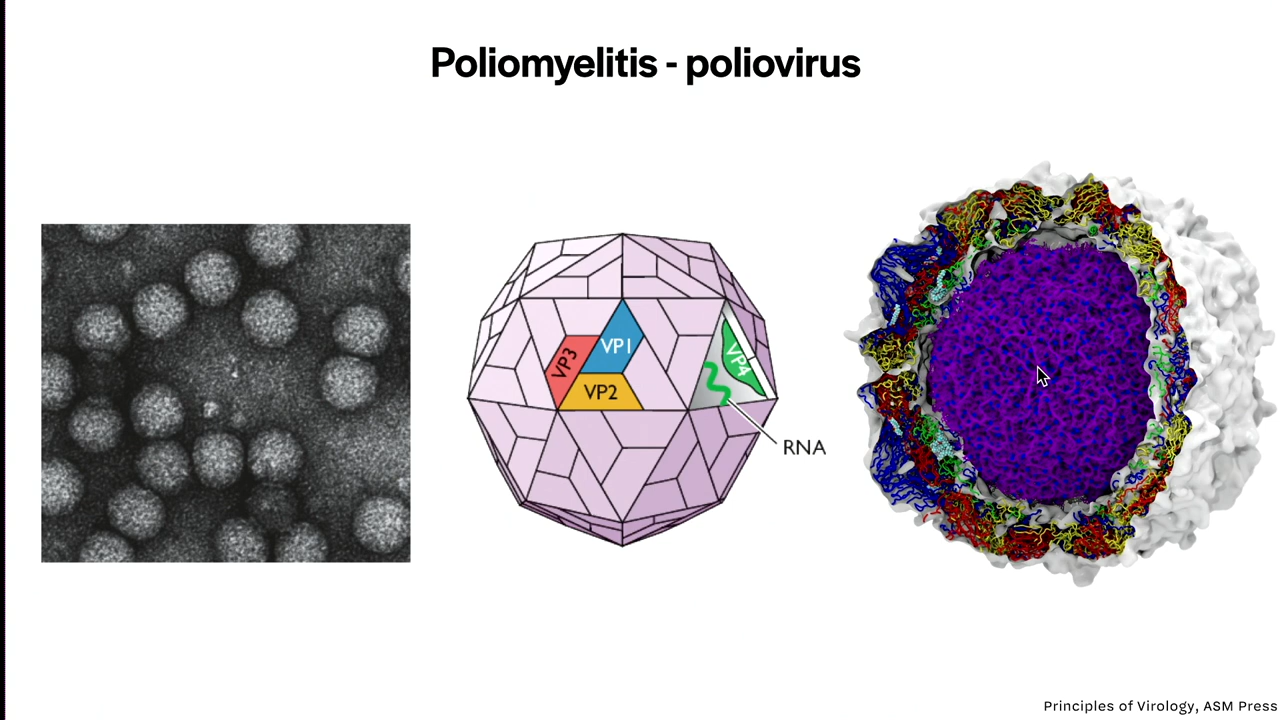 Poliomyelitis - poliovirus
VP1
VP3
VP2
VP4
RNA
Principles of Virology, ASM Press